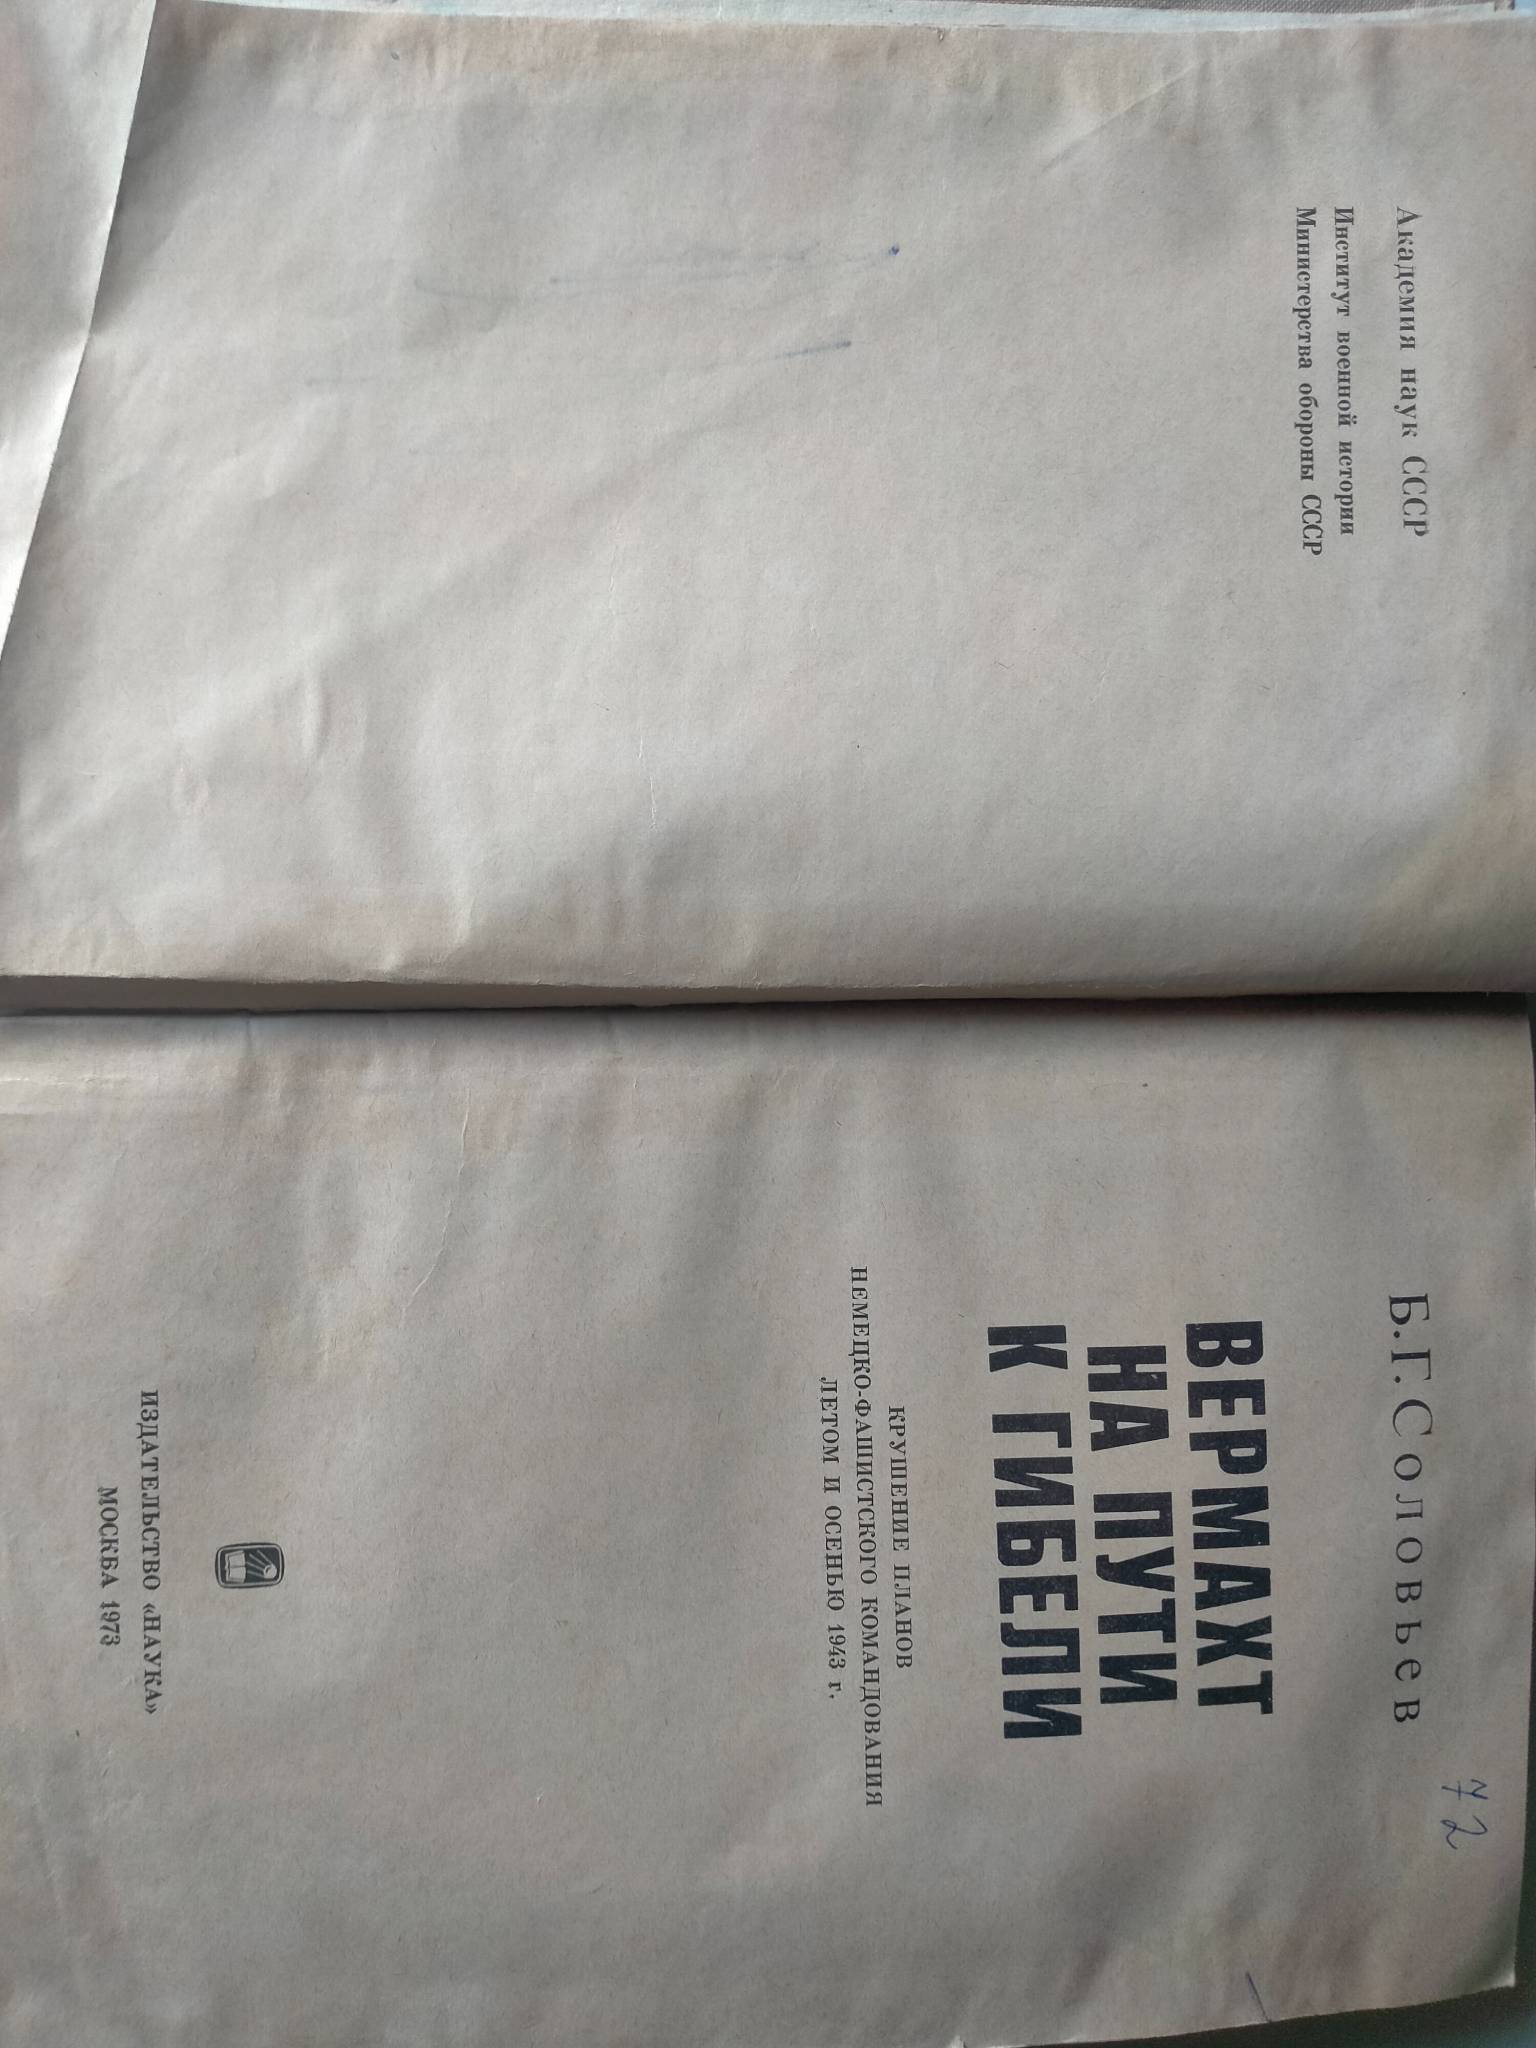 Академия наук СССР
Институт военной истории
Министерства обороны СССР
72
Б.Г. Соловьев
ВЕРМАХТ
НА ПУТИ
К ГИБЕЛИ
КРУШЕНИЕ ПЛАНОВ
НЕМЕЦКО-ФАШИСТСКОГО КОМАНДОВАНИЯ
ЛЕТОМ И ОСЕНЬЮ 1943 г.
ИЗДАТЕЛЬСТВО «НАУКА»
МОСКВА 1973